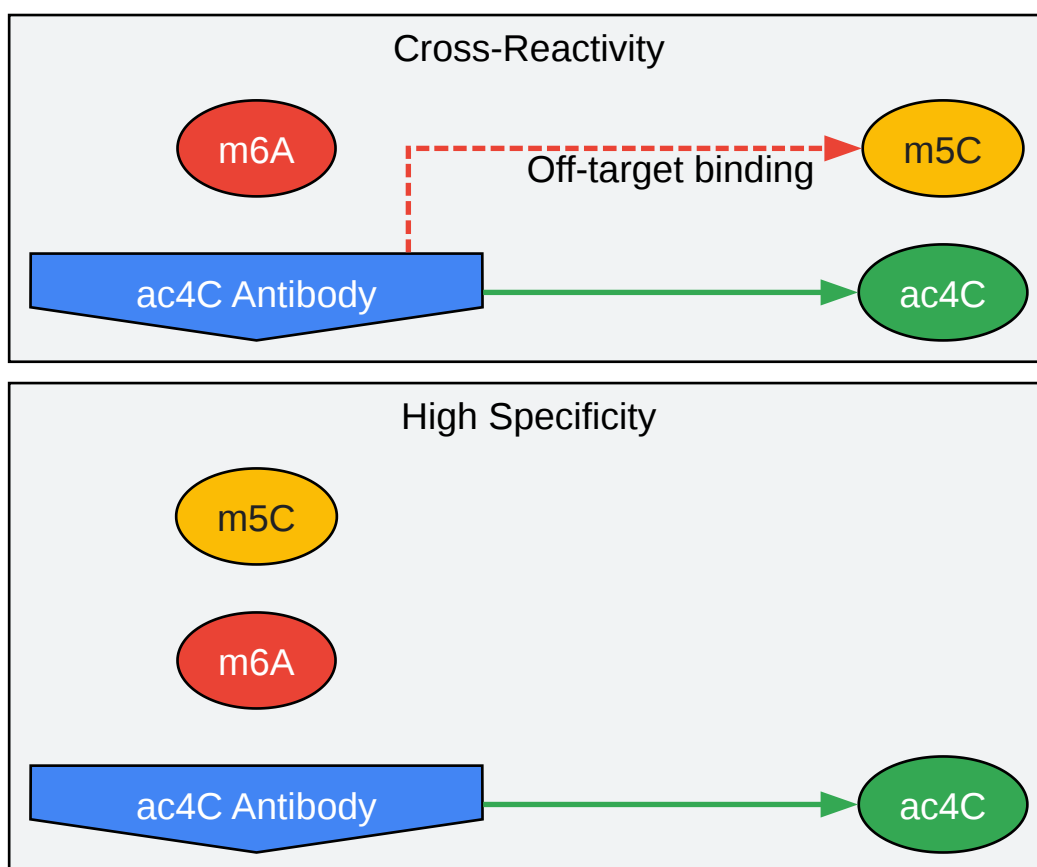 Cross-Reactivity
m6A
m5C
Off-target binding
ac4C Antibody
ac4C
High Specificity
m5C
m6A
ac4C Antibody
ac4C